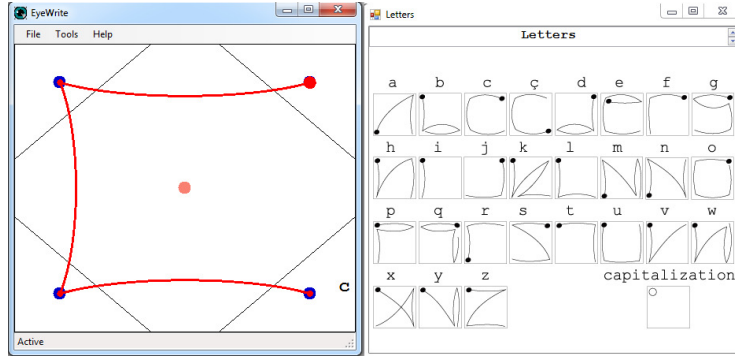 EyeWrite
File Tools Help
c
Active
Letters
Letters
a b c ç d e f g
h i j k l m n o
p q r s t u v w
x y z capitalization